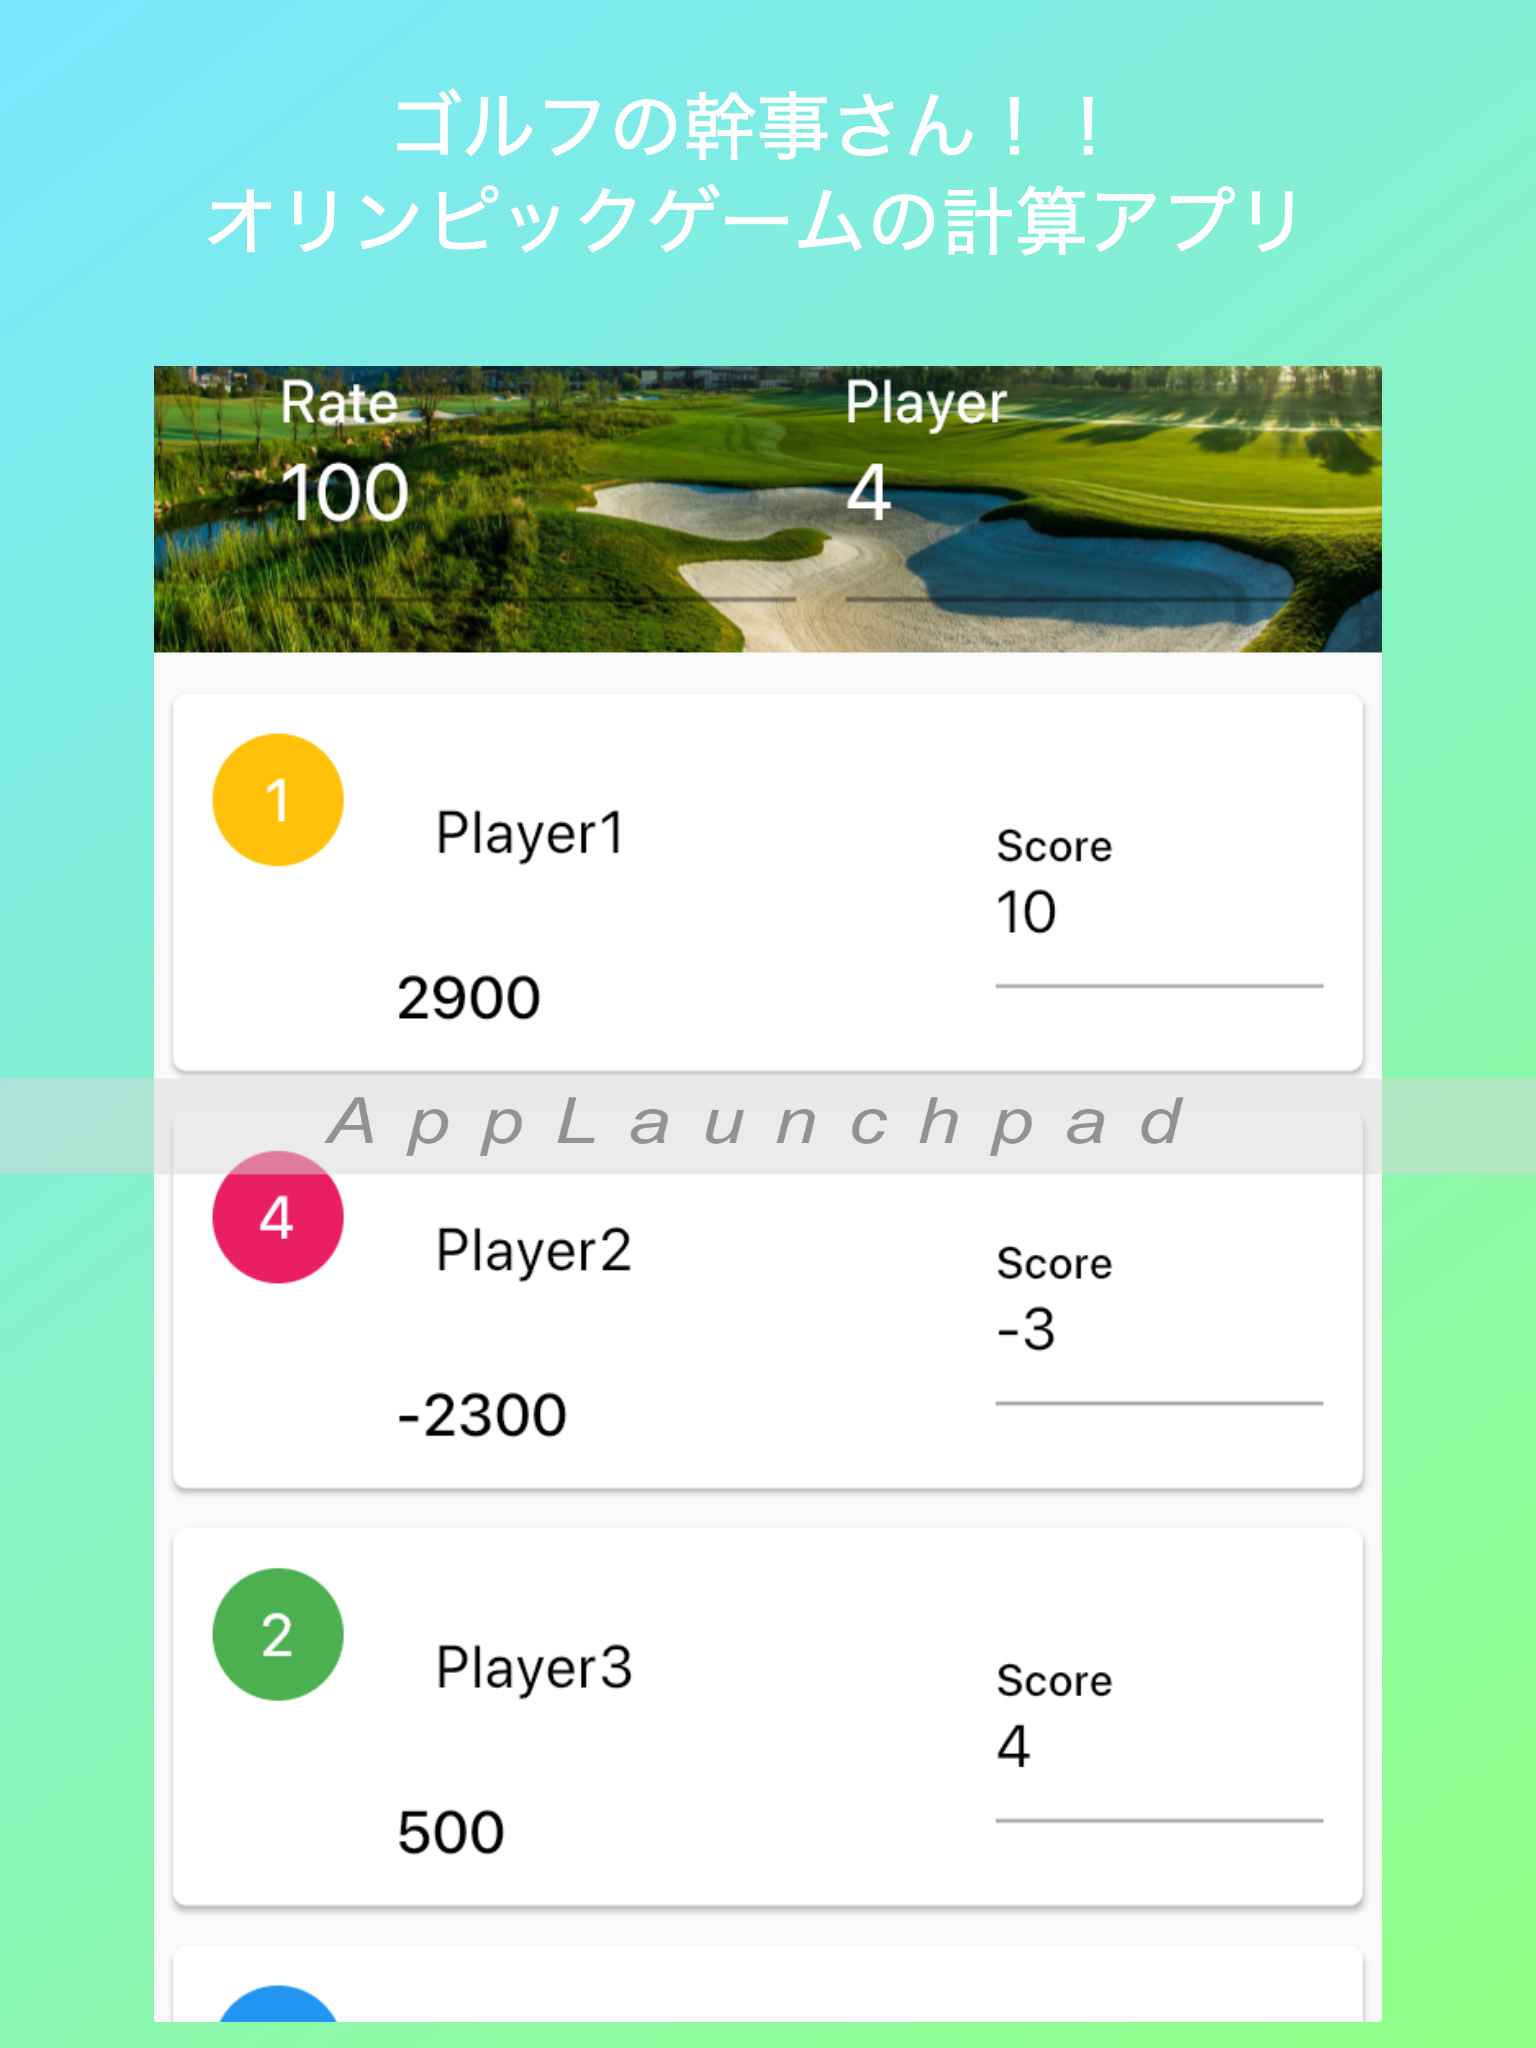 ゴルフの幹事さん！！
オリンピックゲームの計算アプリ
Rate
Player
100
4
1
Player1
Score
10
2900
AppLaunchpad
4
Player2
Score
-3
-2300
2
Player3
Score
4
500